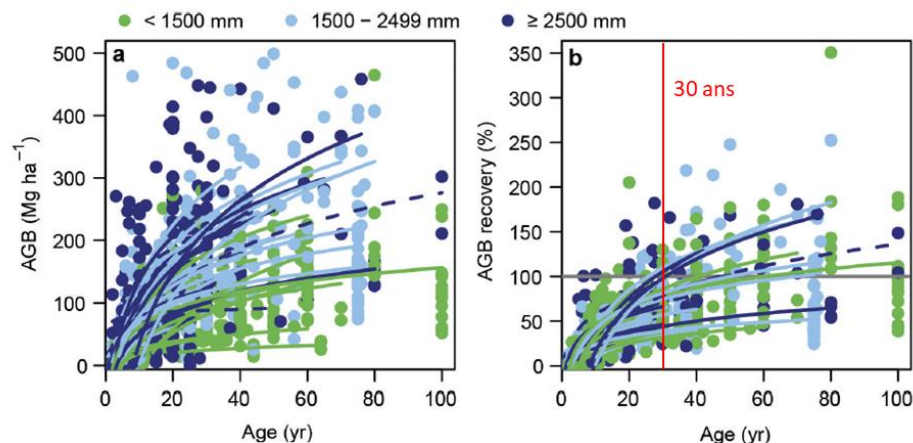 < 1500 mm 1500 – 2499 mm ≥ 2500 mm
a
AGB (Mg ha⁻¹)
500
400
300
200
100
0
0 20 40 60 80 100
Age (yr)
b
30 ans
AGB recovery (%)
350
300
250
200
150
100
50
0
0 20 40 60 80 100
Age (yr)